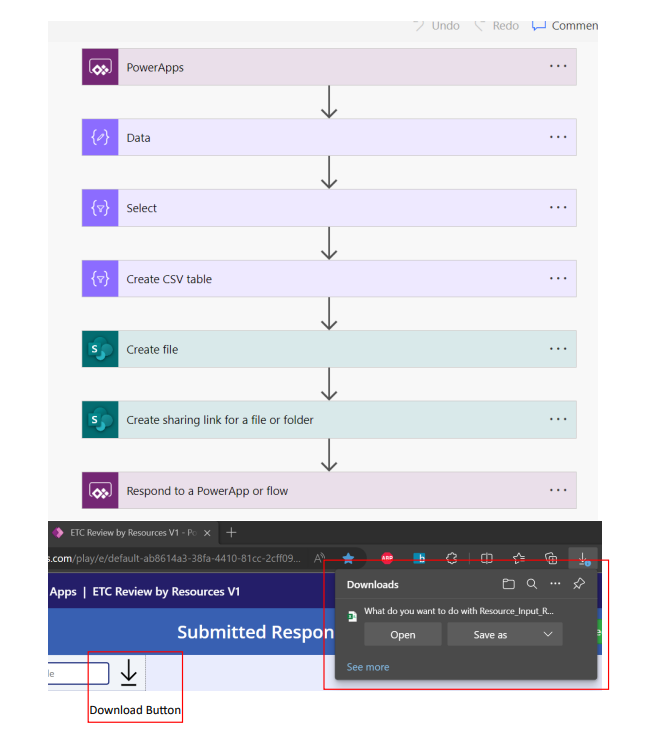 Undo Redo Commen
PowerApps
Data
Select
Create CSV table
S Create file
S Create sharing link for a file or folder
Respond to a PowerApp or flow
ETC Review by Resources V1 - Po
s.com/play/e/default-ab8614a3-38fa-4410-81cc-2cff09...
ABP
b
Apps | ETC Review by Resources V1
Downloads
What do you want to do with Resource_Input_R...
Open Save as
See more
Submitted Respon
e
le
Download Button